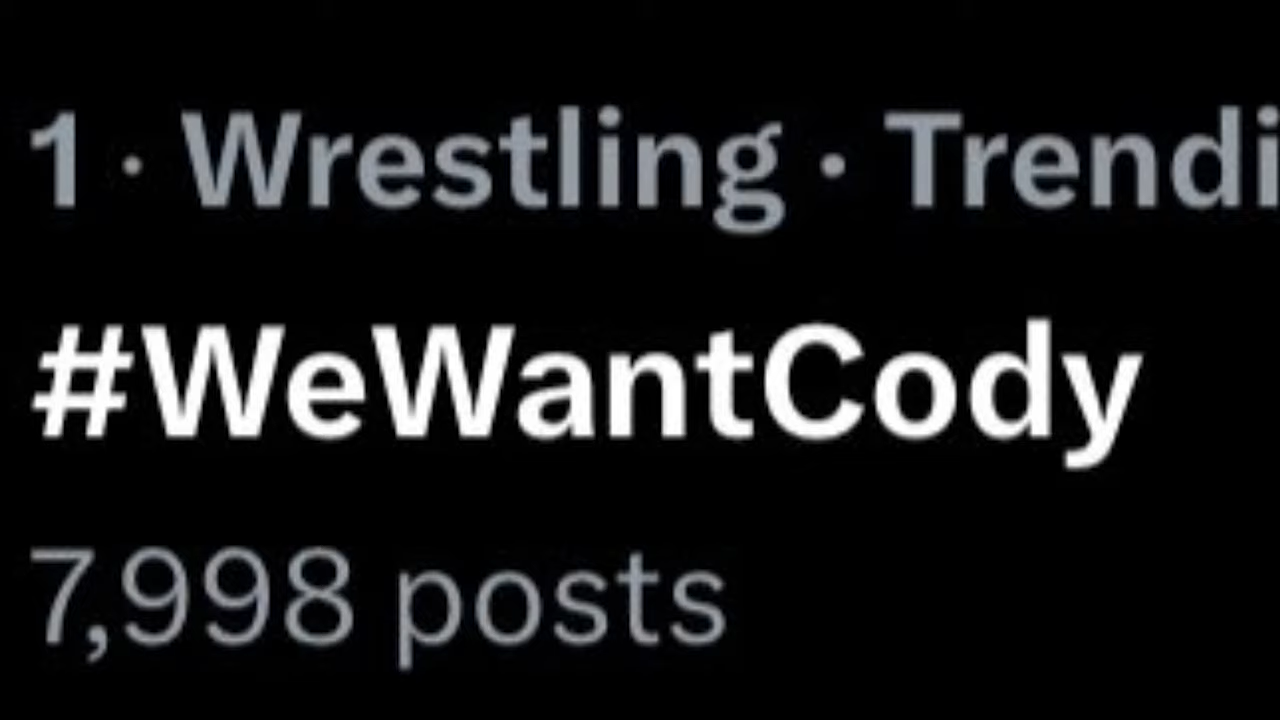 1 · Wrestling · Trendi
#WeWantCody
7,998 posts